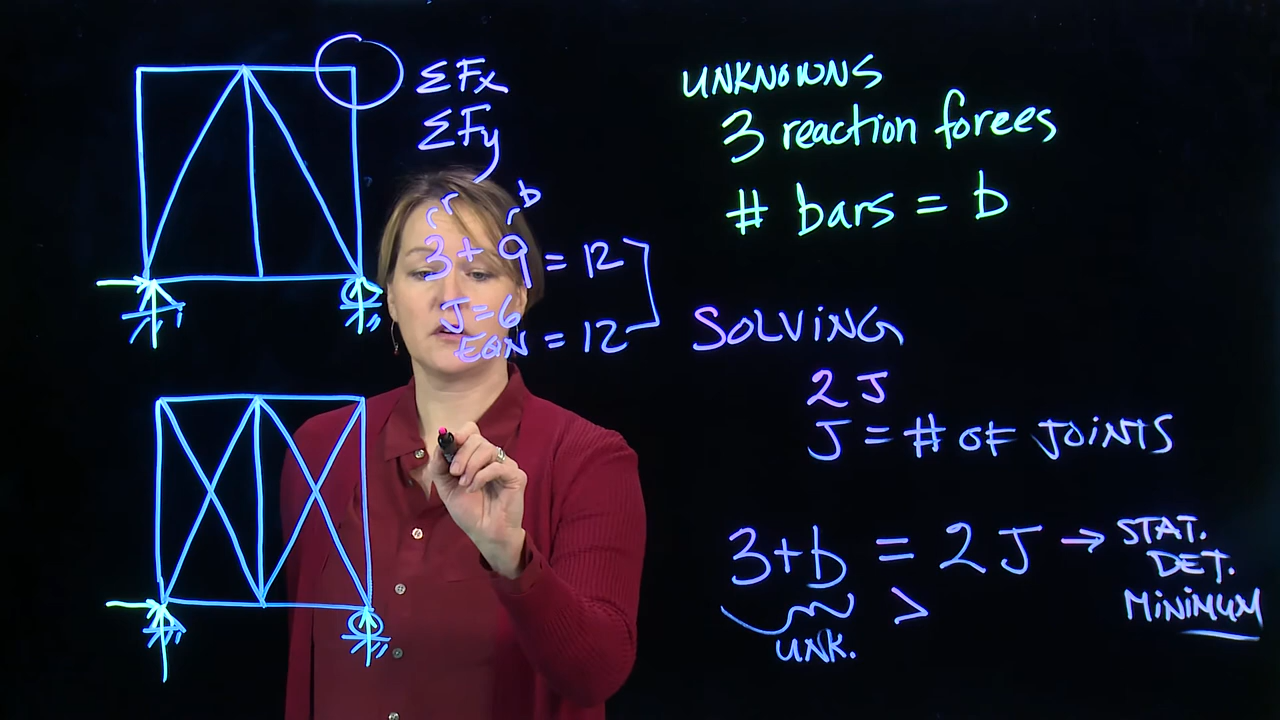 ΣFx
ΣFy
r b
3 + 9 = 12
J = 6
EQN = 12
UNKNOWNS
3 reaction forces
# bars = b
SOLVING
2J
J = # OF JOINTS
3+b = 2J → STAT.
DET.
> MINIMUM
UNK.